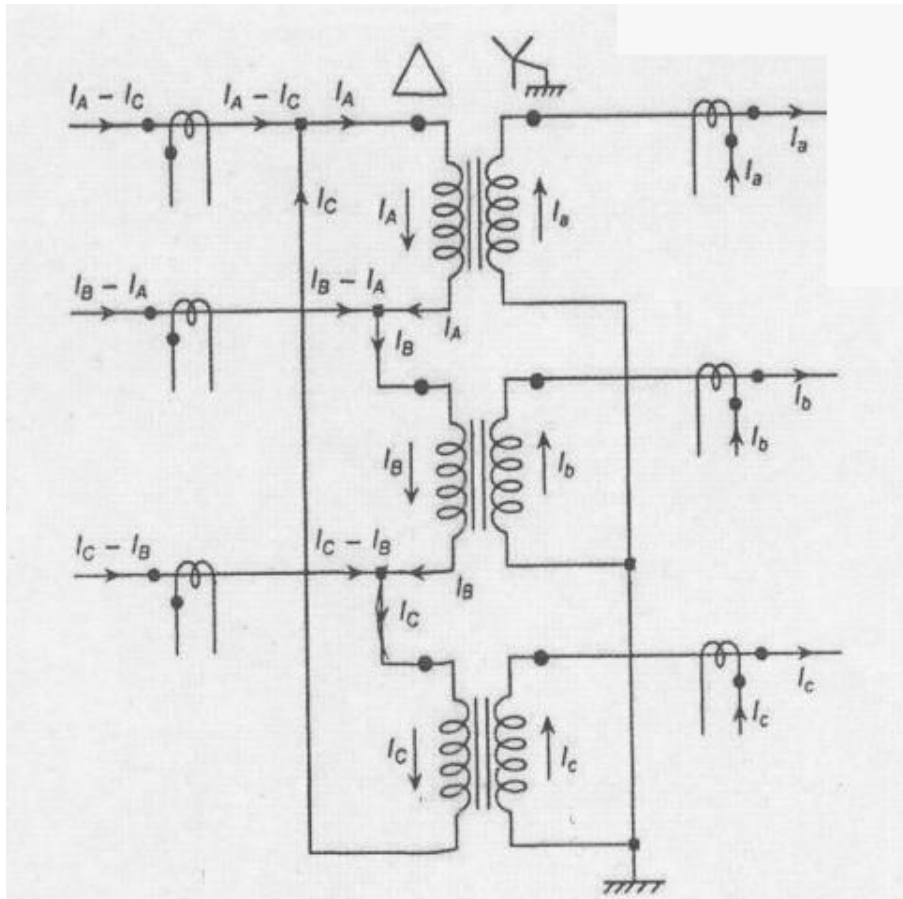 I_A − I_C I_A − I_C I_A
I_a
I_a
I_C I_A I_a
I_B − I_A I_B − I_A
I_A
I_B
I_b
I_b
I_B I_b
I_C − I_B I_C − I_B
I_B
I_C
I_c
I_c
I_C I_c